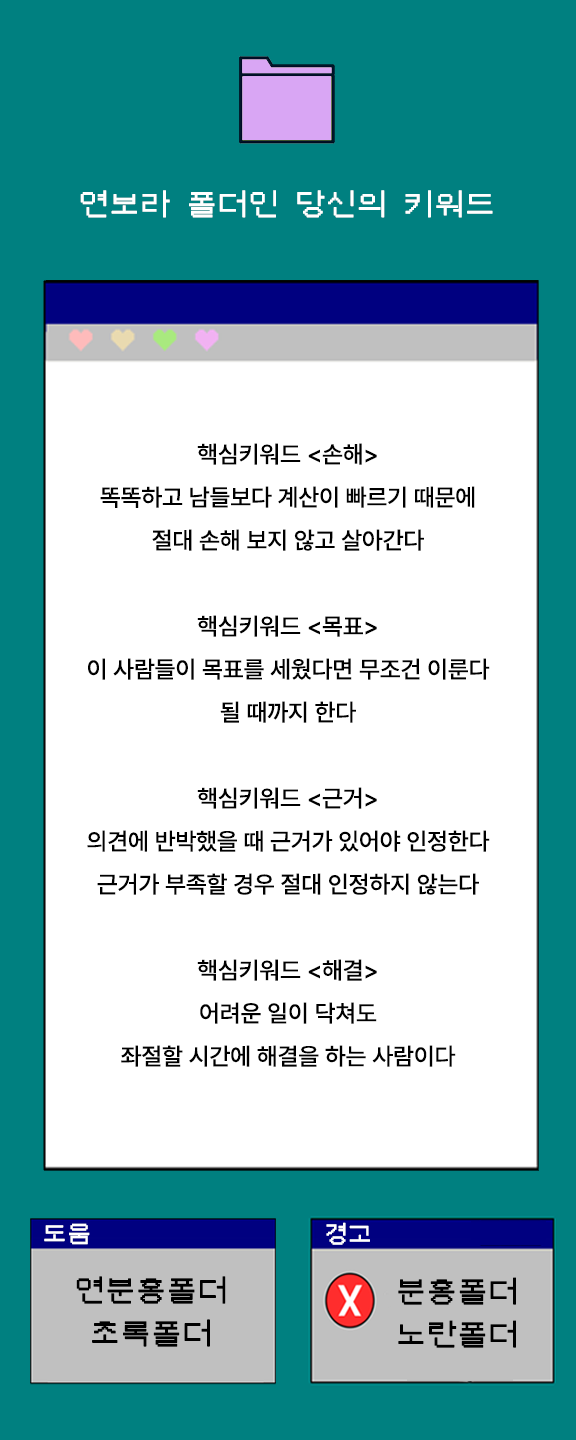 연보라 폴더인 당신의 키워드
핵심키워드 <손해>
똑똑하고 남들보다 계산이 빠르기 때문에
절대 손해 보지 않고 살아간다
핵심키워드 <목표>
이 사람들이 목표를 세웠다면 무조건 이룬다
될 때까지 한다
핵심키워드 <근거>
의견에 반박했을 때 근거가 있어야 인정한다
근거가 부족할 경우 절대 인정하지 않는다
핵심키워드 <해결>
어려운 일이 닥쳐도
좌절할 시간에 해결을 하는 사람이다
도움
연분홍폴더
초록폴더
경고
X
분홍폴더
노란폴더